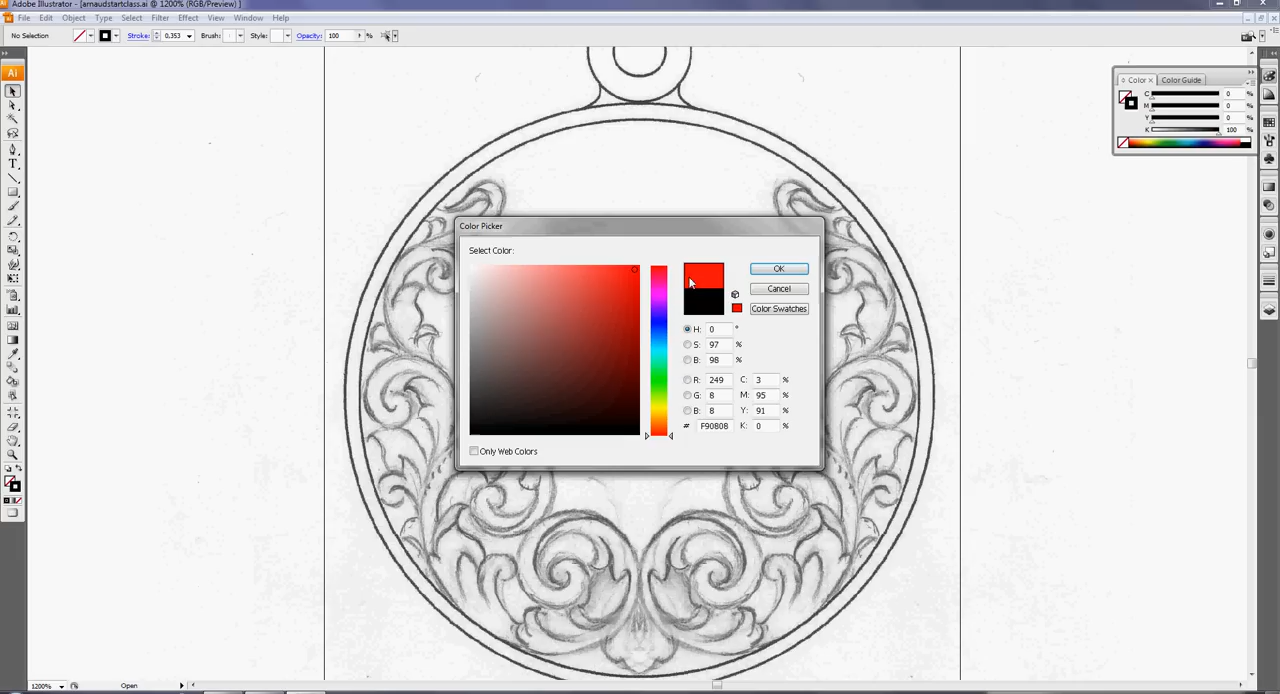 Adobe Illustrator - [arnaudstartclass.ai @ 1200% (RGB/Preview) ]
File Edit Object Type Select Filter Effect View Window Help
No Selection Stroke: 0,353 Brush: Style: Opacity: 100 %
Ai
Color × Color Guide
C 0 %
M 0 %
Y 0 %
K 100 %
T
Color Picker
Select Color:
OK
Cancel
Color Swatches
H: 0 °
S: 97 %
B: 98 %
R: 249 C: 3 %
G: 8 M: 95 %
B: 8 Y: 91 %
# F90808 K: 0 %
Only Web Colors
1200% Open